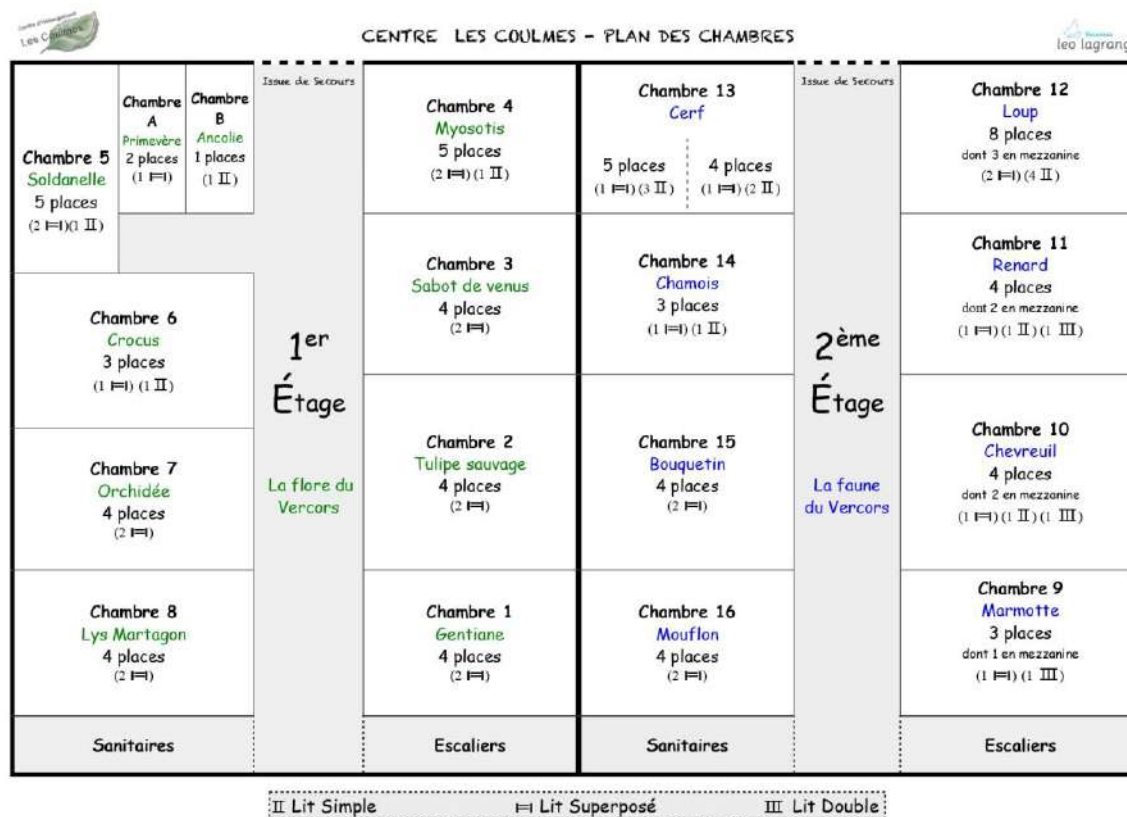 Centre d'hébergement
Les Coulmes
CENTRE LES COULMES - PLAN DES CHAMBRES
leo lagrang
Chambre 5
Soldanelle
5 places
(2 I=I)(1 II)
Chambre
A
Primevère
2 places
(1 I=I)
Chambre
B
Ancolie
1 places
(1 II)
Chambre 6
Crocus
3 places
(1 I=I) (1 II)
Chambre 7
Orchidée
4 places
(2 I=I)
Chambre 8
Lys Martagon
4 places
(2 I=I)
Sanitaires
Issue de Secours
1er
Étage
La flore du
Vercors
Chambre 4
Myosotis
5 places
(2 I=I) (1 II)
Chambre 3
Sabot de venus
4 places
(2 I=I)
Chambre 2
Tulipe sauvage
4 places
(2 I=I)
Chambre 1
Gentiane
4 places
(2 I=I)
Escaliers
Chambre 13
Cerf
5 places
(1 I=I) (3 II)
4 places
(1 I=I) (2 II)
Chambre 14
Chamois
3 places
(1 I=I) (1 II)
Chambre 15
Bouquetin
4 places
(2 I=I)
Chambre 16
Mouflon
4 places
(2 I=I)
Sanitaires
Issue de Secours
2ème
Étage
La faune
du Vercors
Chambre 12
Loup
8 places
dont 3 en mezzanine
(2 I=I) (4 II)
Chambre 11
Renard
4 places
dont 2 en mezzanine
(1 I=I) (1 II) (1 III)
Chambre 10
Chevreuil
4 places
dont 2 en mezzanine
(1 I=I) (1 II) (1 III)
Chambre 9
Marmotte
3 places
dont 1 en mezzanine
(1 I=I) (1 III)
Escaliers
II Lit Simple I=I Lit Superposé III Lit Double